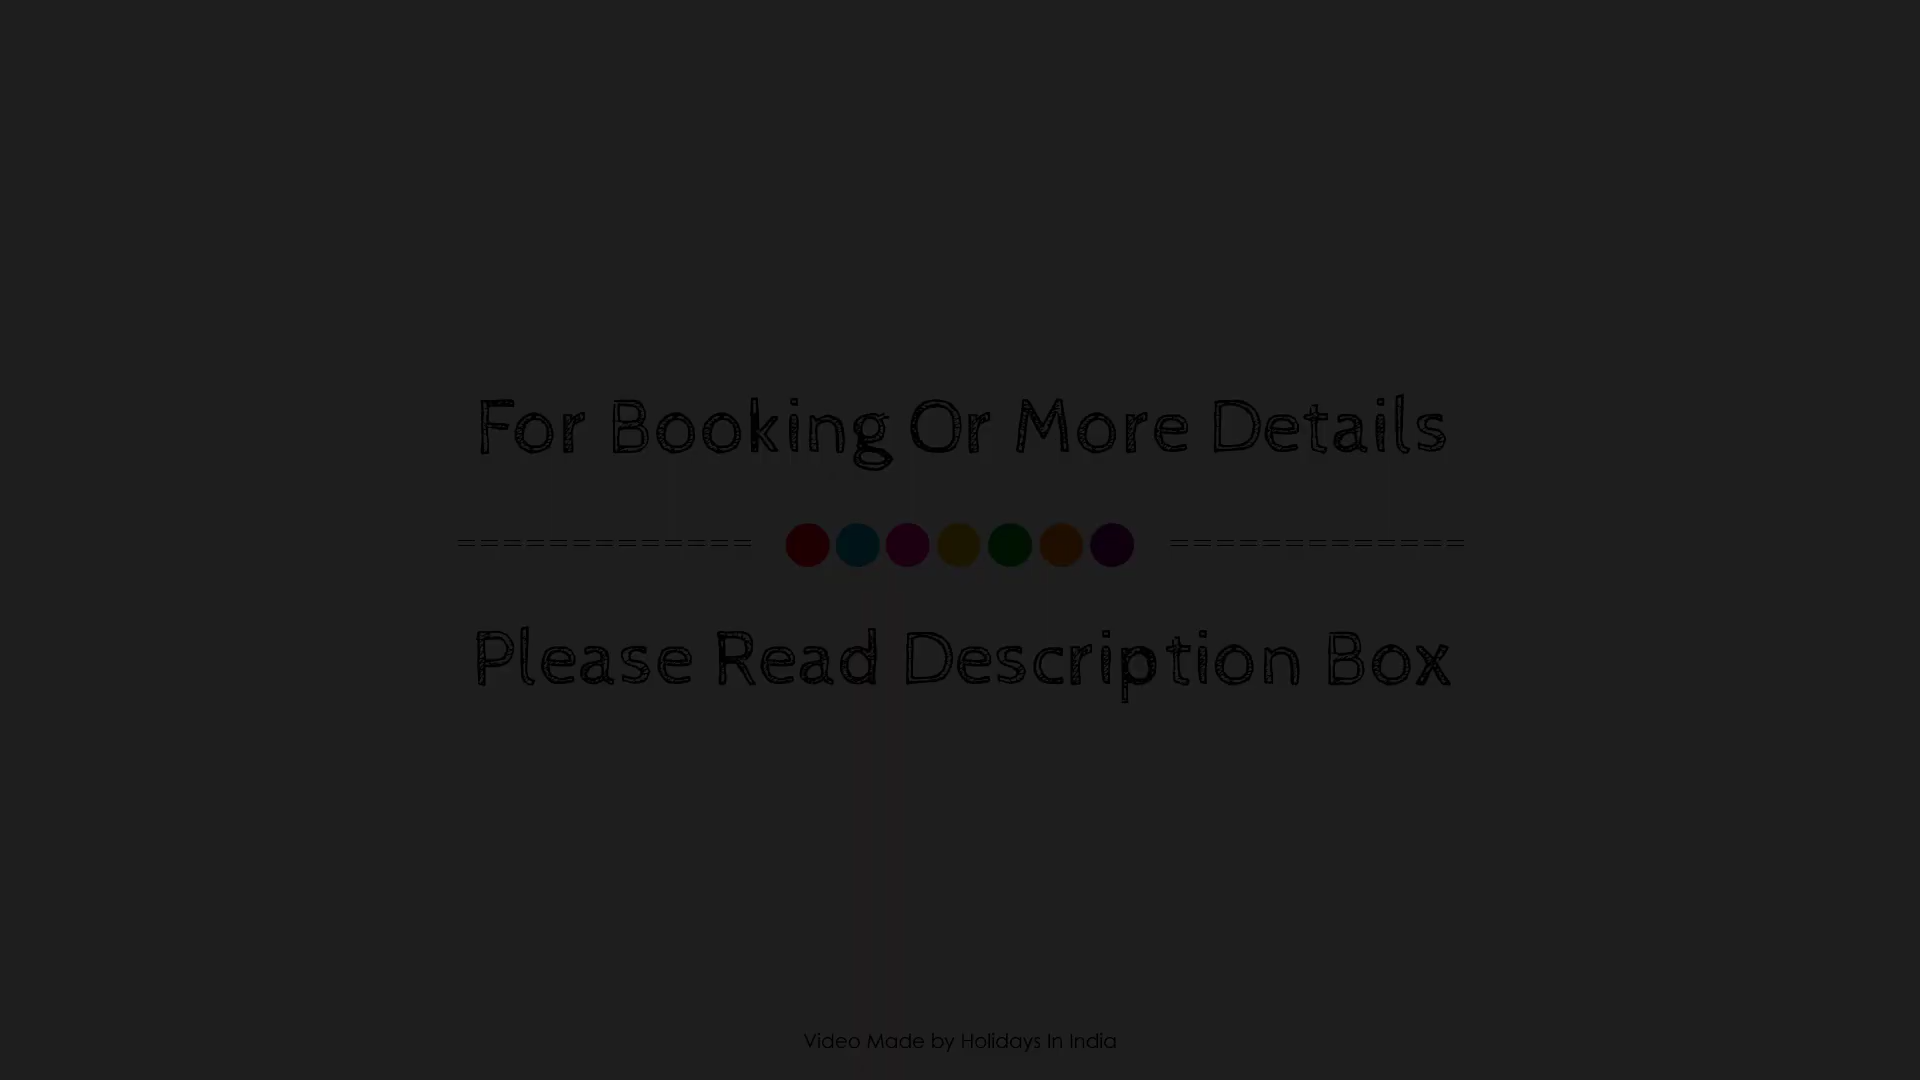 For Booking Or More Details
============= =============
Please Read Description Box
Video Made by Holidays In India